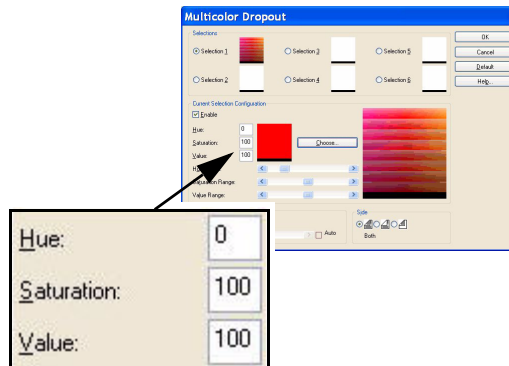 Multicolor Dropout
Selections
Selection 1
Selection 3
Selection 5
Selection 2
Selection 4
Selection 6
OK
Cancel
Default
Help...
Current Selection Configuration
Enable
Hue: 0
Saturation: 100
Value: 100
Choose...
Saturation Range:
Value Range:
Auto
Side
Both
Hue: 0
Saturation: 100
Value: 100